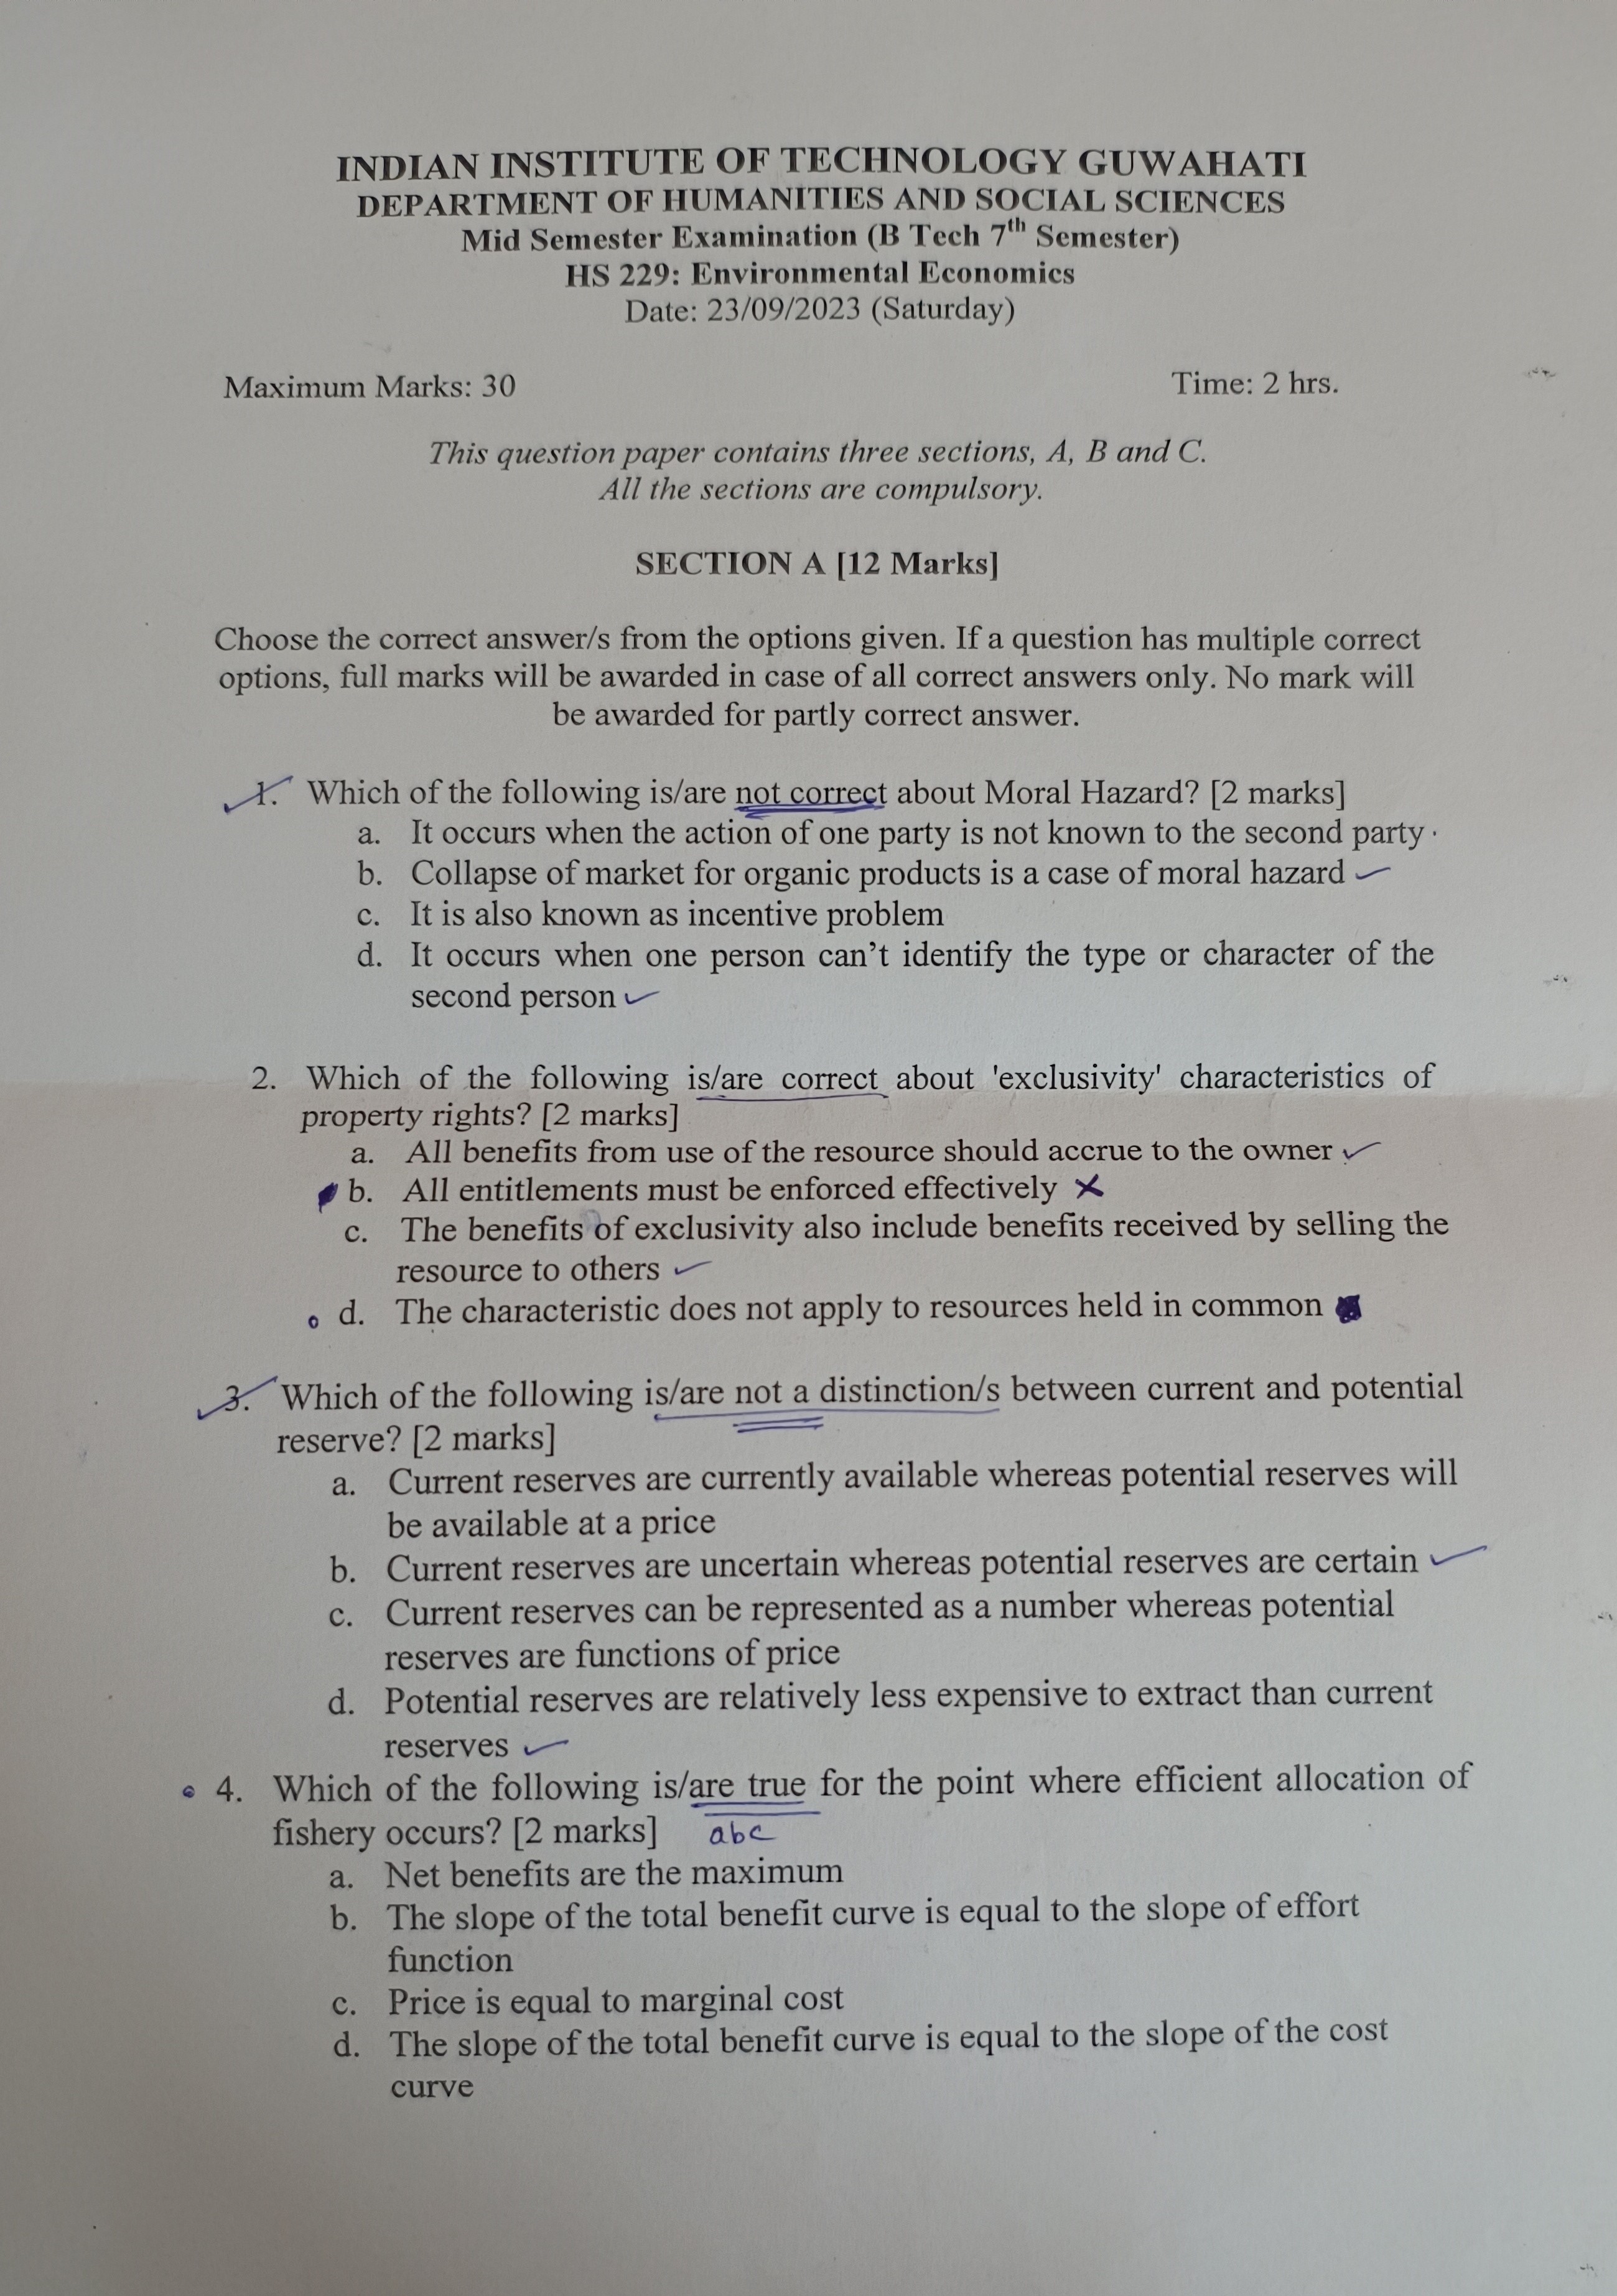 INDIAN INSTITUTE OF TECHNOLOGY GUWAHATI
DEPARTMENT OF HUMANITIES AND SOCIAL SCIENCES
Mid Semester Examination (B Tech 7th Semester)
HS 229: Environmental Economics
Date: 23/09/2023 (Saturday)
Maximum Marks: 30 Time: 2 hrs.
This question paper contains three sections, A, B and C.
All the sections are compulsory.
SECTION A [12 Marks]
Choose the correct answer/s from the options given. If a question has multiple correct
options, full marks will be awarded in case of all correct answers only. No mark will
be awarded for partly correct answer.
1. Which of the following is/are not correct about Moral Hazard? [2 marks]
a. It occurs when the action of one party is not known to the second party
b. Collapse of market for organic products is a case of moral hazard
c. It is also known as incentive problem
d. It occurs when one person can't identify the type or character of the
second person
2. Which of the following is/are correct about 'exclusivity' characteristics of
property rights? [2 marks]
a. All benefits from use of the resource should accrue to the owner
b. All entitlements must be enforced effectively
c. The benefits of exclusivity also include benefits received by selling the
resource to others
d. The characteristic does not apply to resources held in common
3. Which of the following is/are not a distinction/s between current and potential
reserve? [2 marks]
a. Current reserves are currently available whereas potential reserves will
be available at a price
b. Current reserves are uncertain whereas potential reserves are certain
c. Current reserves can be represented as a number whereas potential
reserves are functions of price
d. Potential reserves are relatively less expensive to extract than current
reserves
4. Which of the following is/are true for the point where efficient allocation of
fishery occurs? [2 marks] abc
a. Net benefits are the maximum
b. The slope of the total benefit curve is equal to the slope of effort
function
c. Price is equal to marginal cost
d. The slope of the total benefit curve is equal to the slope of the cost
curve